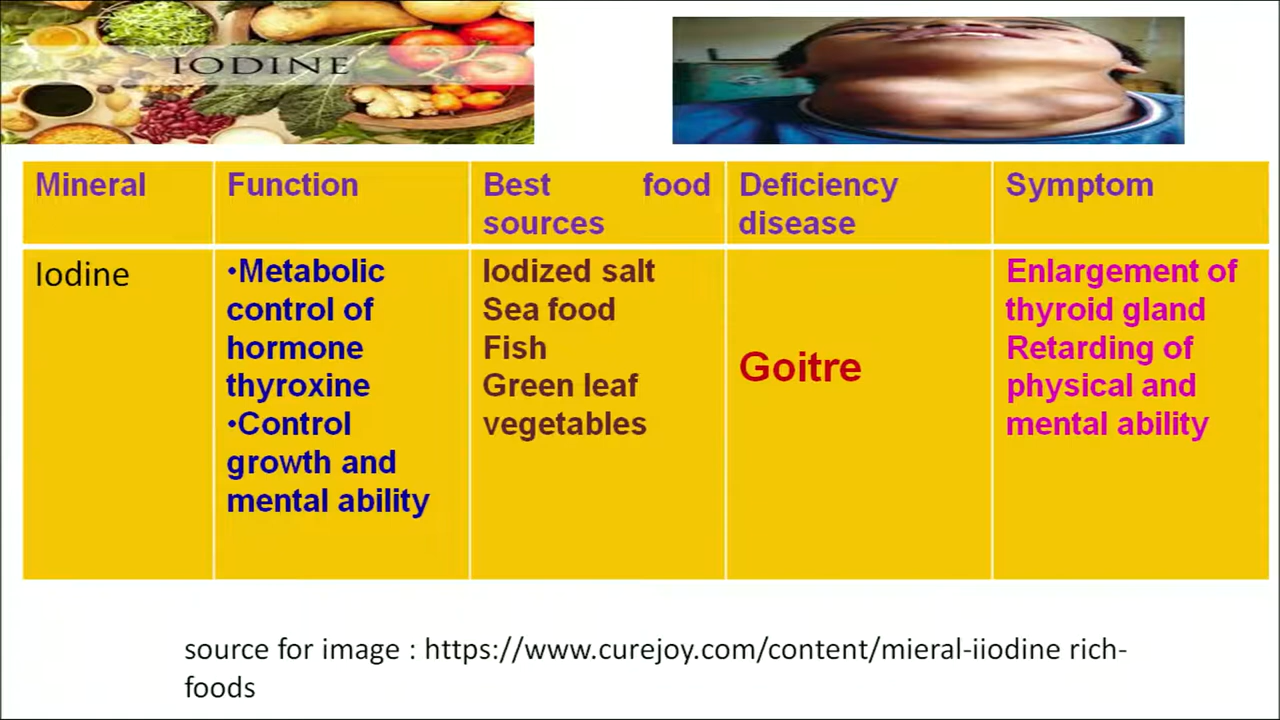 IODINE
Mineral
Function
Best food
sources
Deficiency
disease
Symptom
Iodine
•Metabolic
control of
hormone
thyroxine
•Control
growth and
mental ability
Iodized salt
Sea food
Fish
Green leaf
vegetables
Goitre
Enlargement of
thyroid gland
Retarding of
physical and
mental ability
source for image : https://www.curejoy.com/content/mieral-iiodine rich-
foods